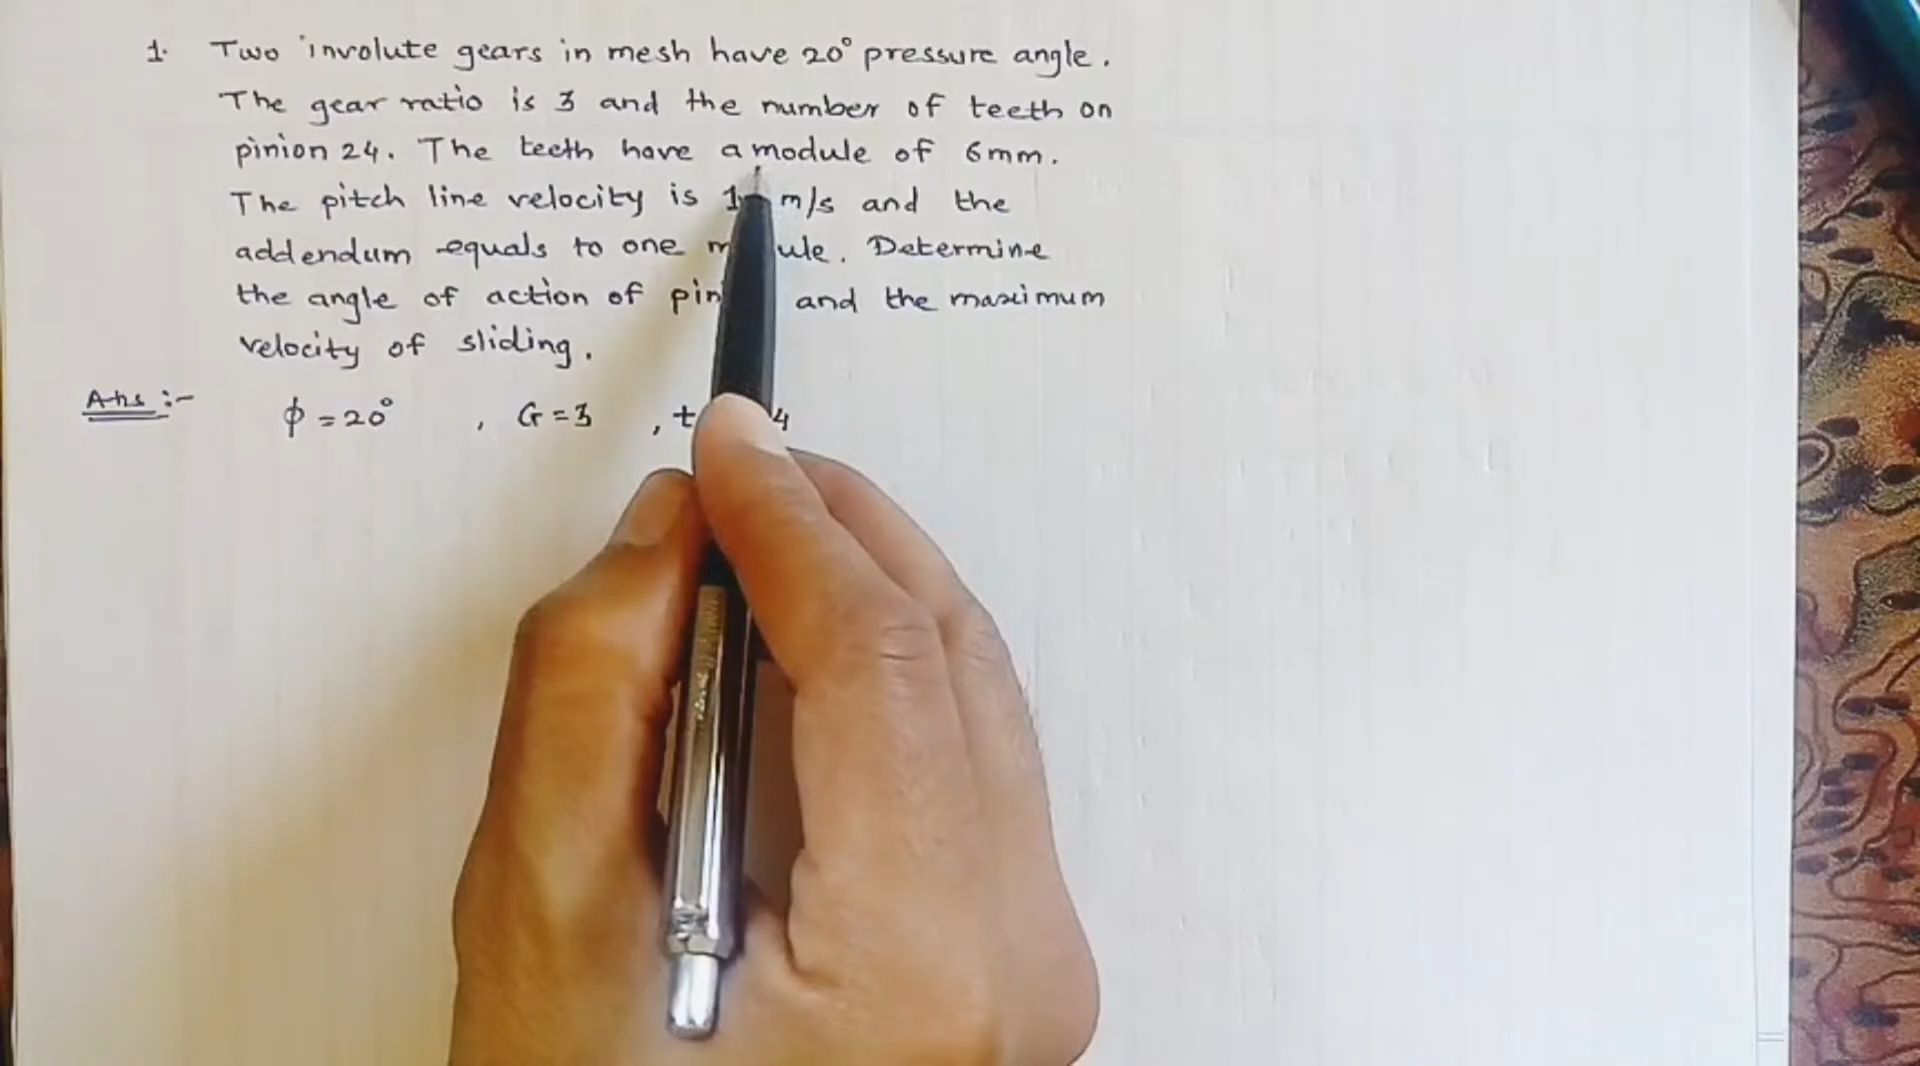 1. Two involute gears in mesh have 20° pressure angle.
The gear ratio is 3 and the number of teeth on
pinion 24. The teeth have a module of 6mm.
The pitch line velocity is m/s and the
addendum equals to one. Determine
the angle of action of and the maximum
velocity of sliding.
Ans :- φ = 20° , G = 3 , t